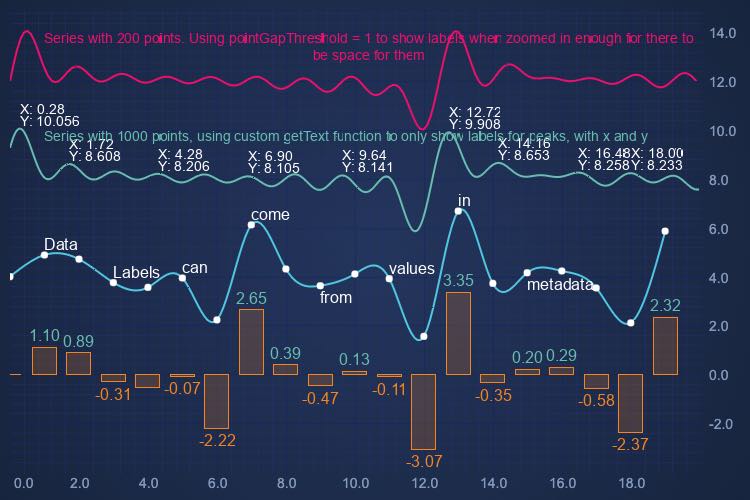 14.0
Series with 200 points. Using pointGapThreshold = 1 to show labels when zoomed in enough for there to
be space for them
12.0
X: 0.28
Y: 10.056
X: 12.72
Y: 9.908
10.0
Series with 1000 points, using custom getText function to only show labels for peaks, with x and y
X: 1.72
Y: 8.608
X: 4.28
Y: 8.206
X: 6.90
Y: 8.105
X: 9.64
Y: 8.141
X: 14.16
Y: 8.653
X: 16.48
Y: 8.258
X: 18.00
Y: 8.233
8.0
in
come
6.0
Data
Labels
can
values
from
metadata
4.0
3.35
2.65
2.32
2.0
1.10
0.89
0.39
0.13
0.20
0.29
0.0
-0.31
-0.07
-0.47
-0.11
-0.35
-0.58
-2.22
-2.0
-3.07
-2.37
0.0 2.0 4.0 6.0 8.0 10.0 12.0 14.0 16.0 18.0